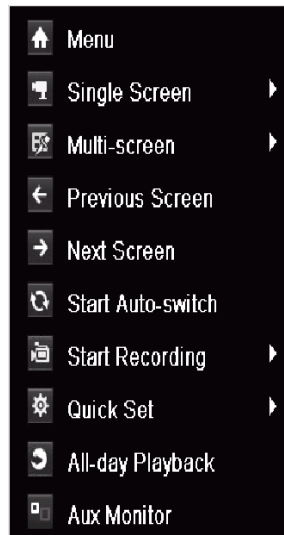 Menu
Single Screen
Multi-screen
Previous Screen
Next Screen
Start Auto-switch
Start Recording
Quick Set
All-day Playback
Aux Monitor